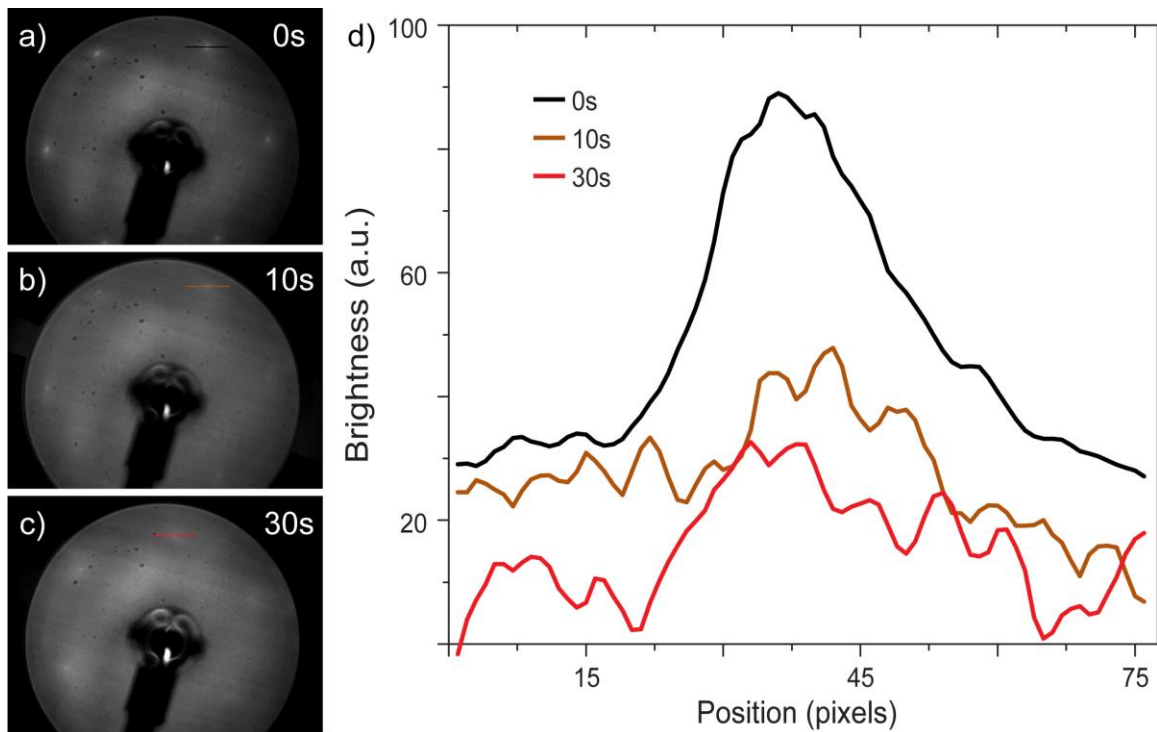 a)
0s
b)
10s
c)
30s
d)
100
60
20
0s
10s
30s
Brightness (a.u.)
15
45
75
Position (pixels)